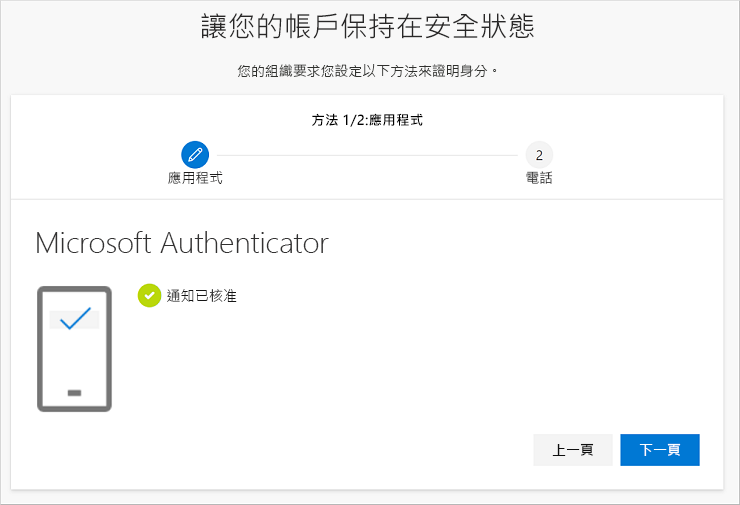 讓您的帳戶保持在安全狀態
您的組織要求您設定以下方法來證明身分。
方法 1/2:應用程式
2
應用程式
電話
Microsoft Authenticator
通知已核准
上一頁
下一頁